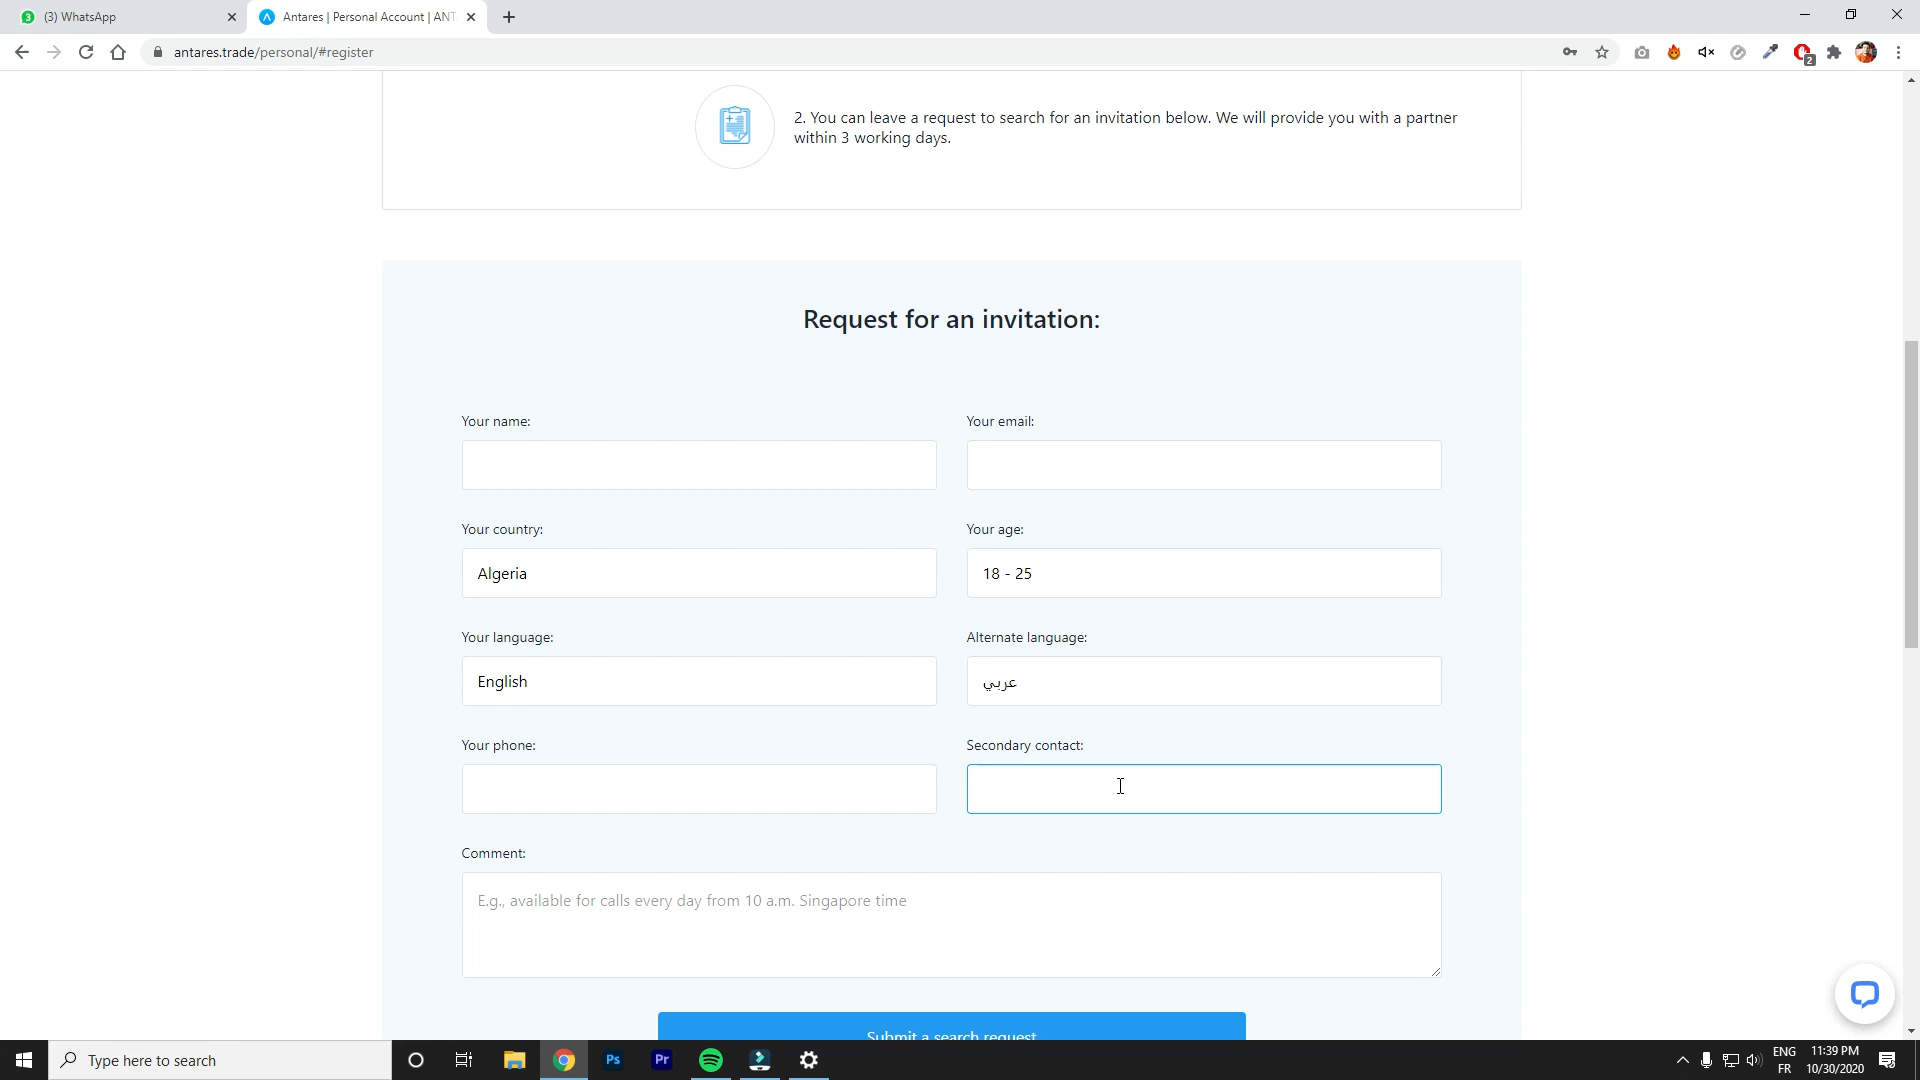 (3) WhatsApp
Antares | Personal Account | ANT
antares.trade/personal/#register
2
2. You can leave a request to search for an invitation below. We will provide you with a partner
within 3 working days.
Request for an invitation:
Your name:
Your email:
Your country:
Your age:
Algeria
18 - 25
Your language:
Alternate language:
English
عربي
Your phone:
Secondary contact:
Comment:
E.g., available for calls every day from 10 a.m. Singapore time
Submit a search request
Type here to search
Ps
Pr
ENG
FR
11:39 PM
10/30/2020